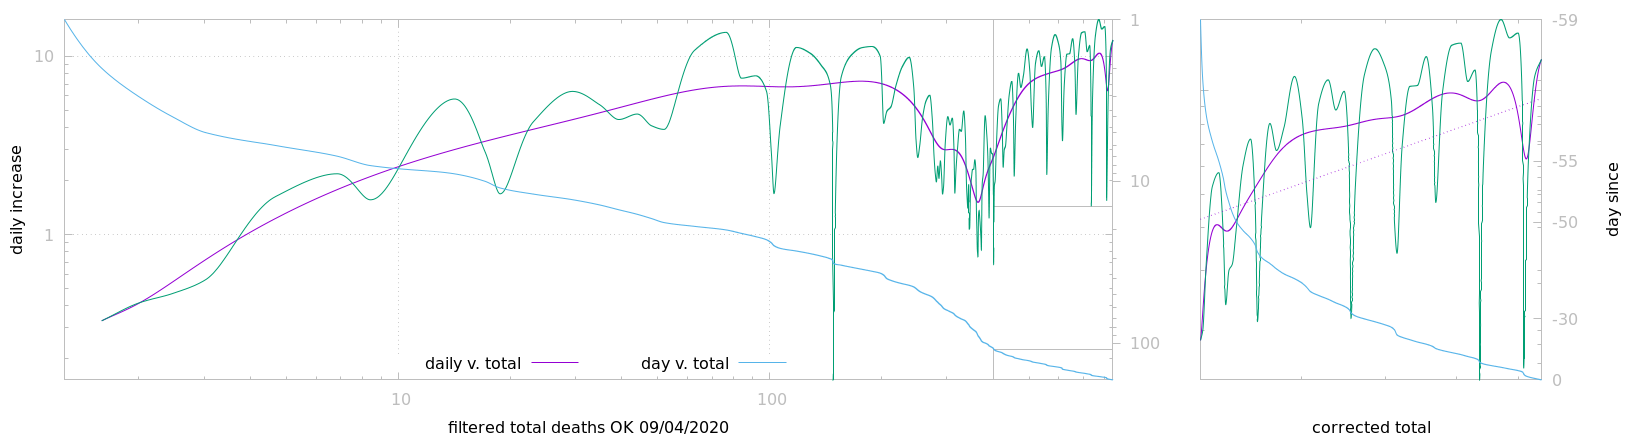 10
1
daily increase
daily v. total
day v. total
10
100
filtered total deaths OK 09/04/2020
1
10
100
-59
-55
-50
-30
0
day since
corrected total